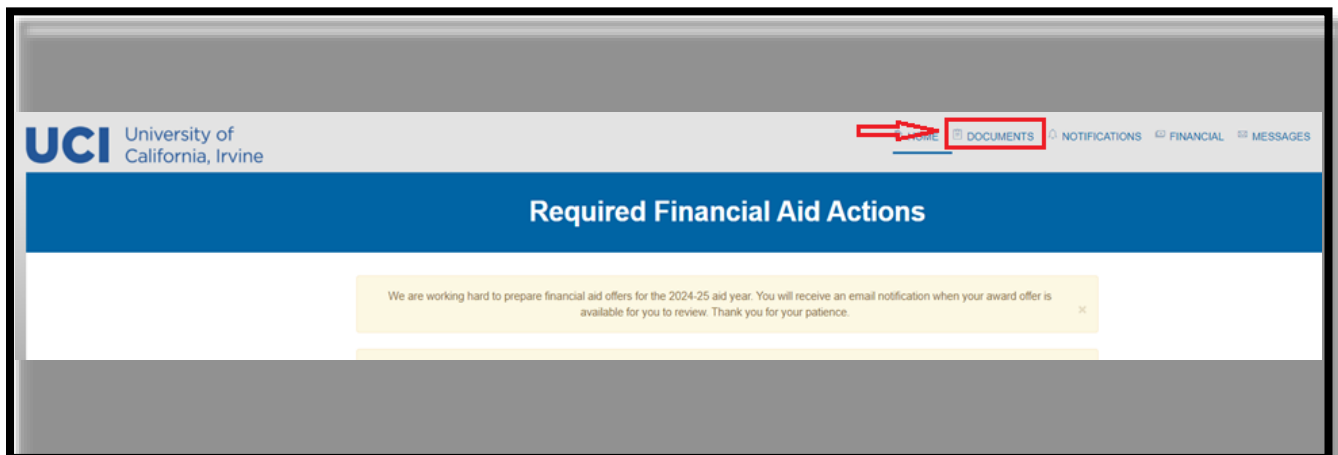 UCI University of
California, Irvine
HOME DOCUMENTS NOTIFICATIONS FINANCIAL MESSAGES
Required Financial Aid Actions
We are working hard to prepare financial aid offers for the 2024-25 aid year. You will receive an email notification when your award offer is
available for you to review. Thank you for your patience.